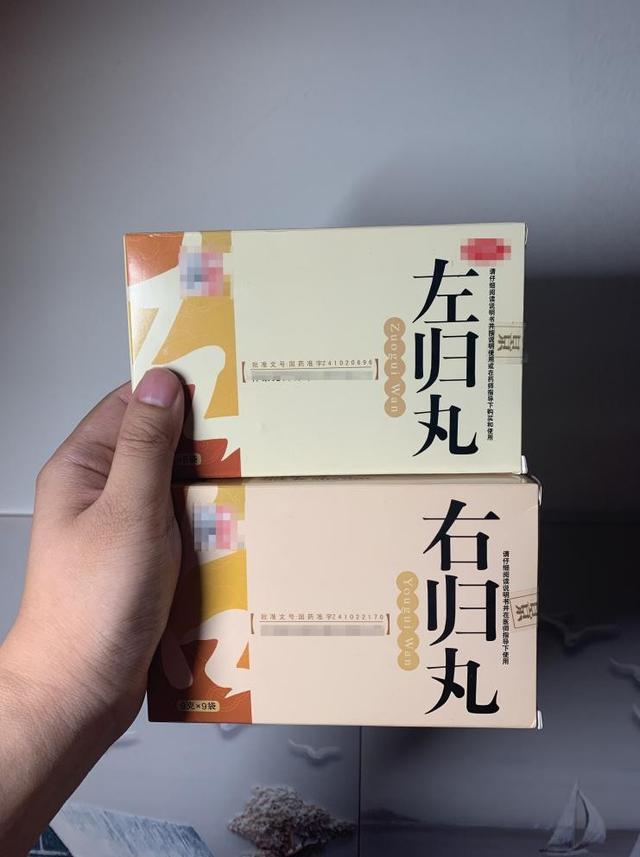 左归丸
Zuogui Wan
请仔细阅读说明书并按说明使用或在药师指导下购买和使用
批准文号:国药准字Z41020696
右归丸
Yougui Wan
请仔细阅读说明书并在医师指导下使用
批准文号:国药准字Z41022170
9克×9袋